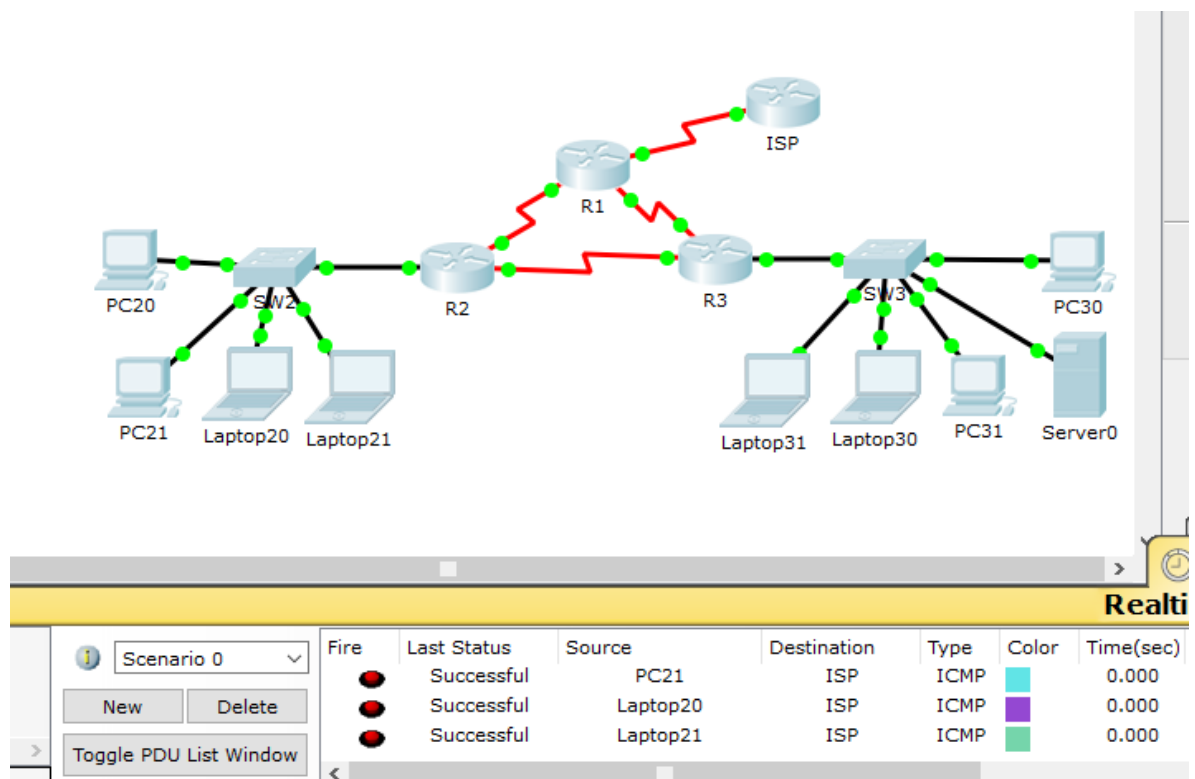 ISP
R1
PC20
SW2
R2
R3
SW3
PC30
PC21
Laptop20
Laptop21
Laptop31
Laptop30
PC31
Server0
Realti
Scenario 0
New Delete
Toggle PDU List Window
Fire Last Status Source Destination Type Color Time(sec)
Successful PC21 ISP ICMP 0.000
Successful Laptop20 ISP ICMP 0.000
Successful Laptop21 ISP ICMP 0.000